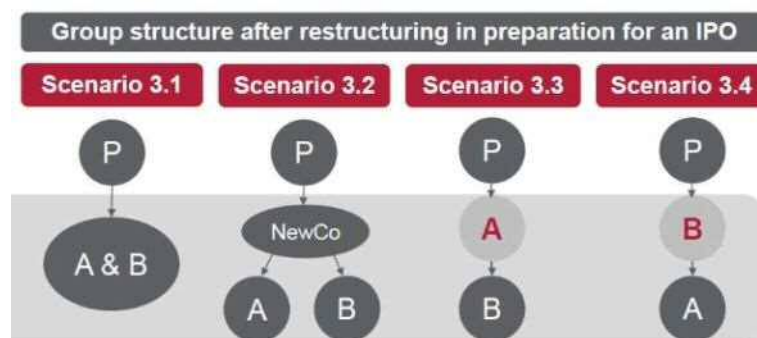 Group structure after restructuring in preparation for an IPO
Scenario 3.1 Scenario 3.2 Scenario 3.3 Scenario 3.4
P P P P
A & B NewCo A B
A B B A